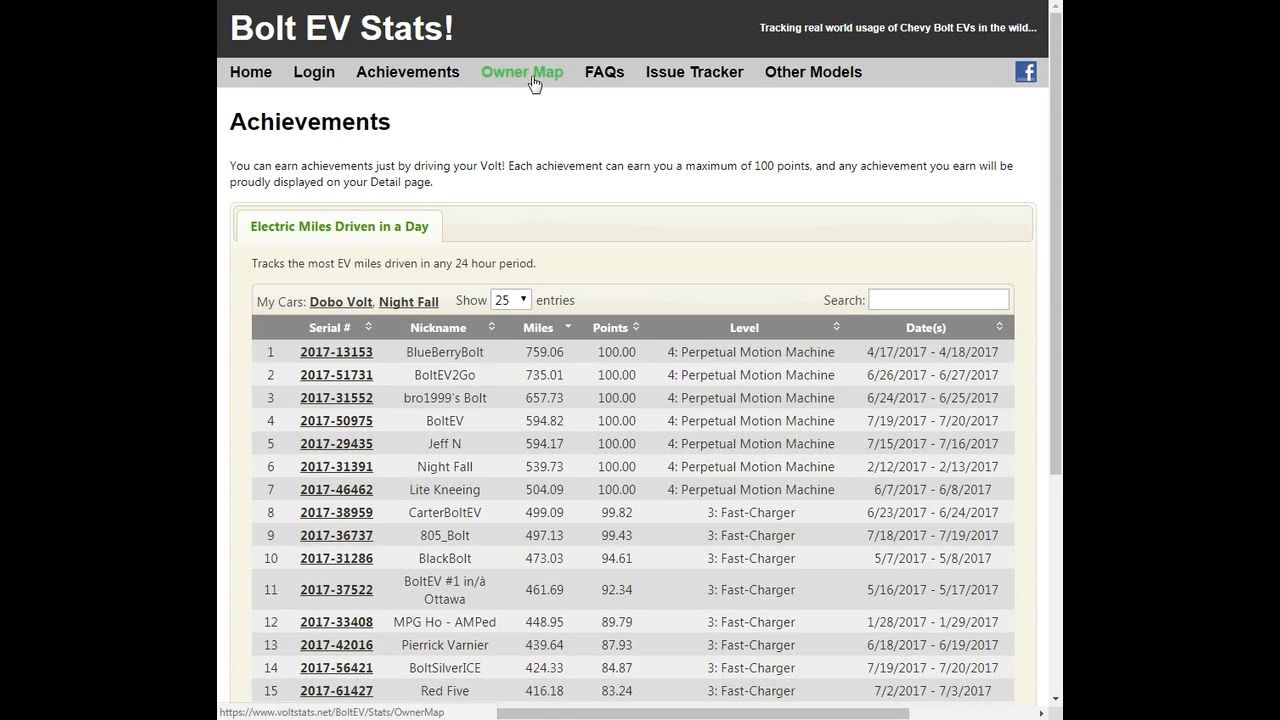 Bolt EV Stats!
Tracking real world usage of Chevy Bolt EVs in the wild...
Home Login Achievements Owner Map FAQs Issue Tracker Other Models f
Achievements
You can earn achievements just by driving your Volt! Each achievement can earn you a maximum of 100 points, and any achievement you earn will be
proudly displayed on your Detail page.
Electric Miles Driven in a Day
Tracks the most EV miles driven in any 24 hour period.
My Cars: Dobo Volt, Night Fall Show 25 entries Search:
Serial # Nickname Miles Points Level Date(s)
1 2017-13153 BlueBerryBolt 759.06 100.00 4: Perpetual Motion Machine 4/17/2017 - 4/18/2017
2 2017-51731 BoltEV2Go 735.01 100.00 4: Perpetual Motion Machine 6/26/2017 - 6/27/2017
3 2017-31552 bro1999's Bolt 657.73 100.00 4: Perpetual Motion Machine 6/24/2017 - 6/25/2017
4 2017-50975 BoltEV 594.82 100.00 4: Perpetual Motion Machine 7/19/2017 - 7/20/2017
5 2017-29435 Jeff N 594.17 100.00 4: Perpetual Motion Machine 7/15/2017 - 7/16/2017
6 2017-31391 Night Fall 539.73 100.00 4: Perpetual Motion Machine 2/12/2017 - 2/13/2017
7 2017-46462 Lite Kneeing 504.09 100.00 4: Perpetual Motion Machine 6/7/2017 - 6/8/2017
8 2017-38959 CarterBoltEV 499.09 99.82 3: Fast-Charger 6/23/2017 - 6/24/2017
9 2017-36737 805_Bolt 497.13 99.43 3: Fast-Charger 7/18/2017 - 7/19/2017
10 2017-31286 BlackBolt 473.03 94.61 3: Fast-Charger 5/7/2017 - 5/8/2017
11 2017-37522 BoltEV #1 in/à Ottawa 461.69 92.34 3: Fast-Charger 5/16/2017 - 5/17/2017
12 2017-33408 MPG Ho - AMPed 448.95 89.79 3: Fast-Charger 1/28/2017 - 1/29/2017
13 2017-42016 Pierrick Varnier 439.64 87.93 3: Fast-Charger 6/18/2017 - 6/19/2017
14 2017-56421 BoltSilverICE 424.33 84.87 3: Fast-Charger 7/19/2017 - 7/20/2017
15 2017-61427 Red Five 416.18 83.24 3: Fast-Charger 7/2/2017 - 7/3/2017
https://www.voltstats.net/BoltEV/Stats/OwnerMap